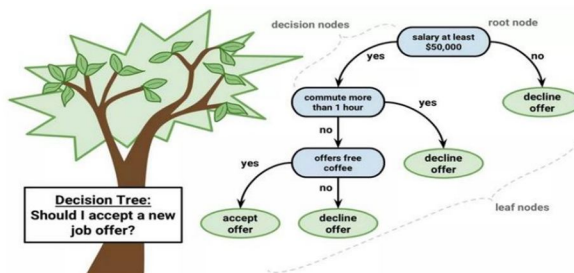 decision nodes
root node
salary at least
$50,000
yes
no
commute more
than 1 hour
yes
decline
offer
no
offers free
coffee
decline
offer
yes
no
leaf nodes
accept
offer
decline
offer
Decision Tree:
Should I accept a new
job offer?